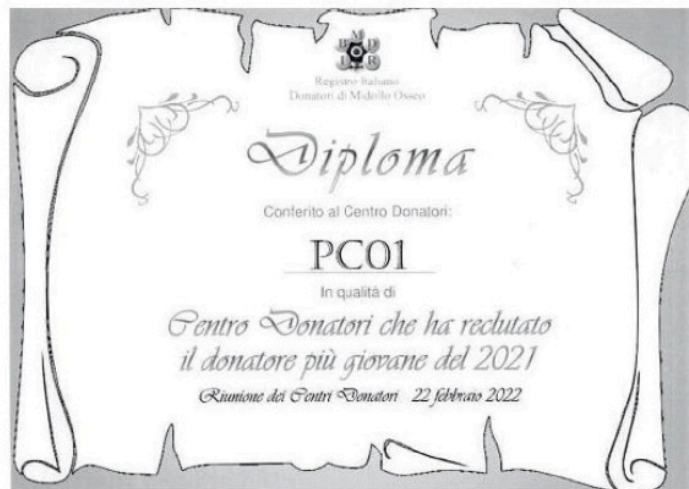 IBMDR
Registro Italiano
Donatori di Midollo Osseo
Diploma
Conferito al Centro Donatori:
PC01
In qualità di
Centro Donatori che ha reclutato
il donatore più giovane del 2021
Riunione dei Centri Donatori 22 febbraio 2022